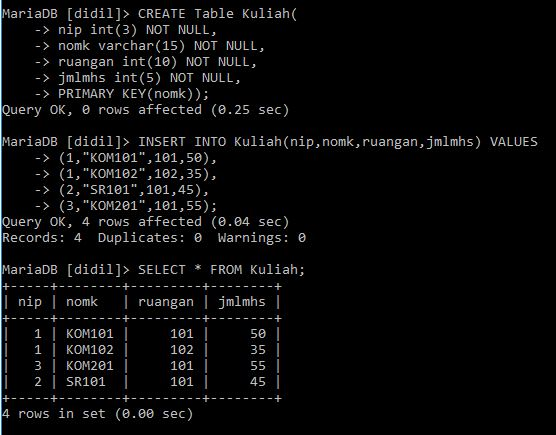 MariaDB [didil]> CREATE Table Kuliah(
    -> nip int(3) NOT NULL,
    -> nomk varchar(15) NOT NULL,
    -> ruangan int(10) NOT NULL,
    -> jmlmhs int(5) NOT NULL,
    -> PRIMARY KEY(nomk));
Query OK, 0 rows affected (0.25 sec)

MariaDB [didil]> INSERT INTO Kuliah(nip,nomk,ruangan,jmlmhs) VALUES
    -> (1,"KOM101",101,50),
    -> (1,"KOM102",102,35),
    -> (2,"SR101",101,45),
    -> (3,"KOM201",101,55);
Query OK, 4 rows affected (0.04 sec)
Records: 4  Duplicates: 0  Warnings: 0

MariaDB [didil]> SELECT * FROM Kuliah;
+-----+--------+---------+--------+
| nip | nomk   | ruangan | jmlmhs |
+-----+--------+---------+--------+
|   1 | KOM101 |     101 |     50 |
|   1 | KOM102 |     102 |     35 |
|   3 | KOM201 |     101 |     55 |
|   2 | SR101  |     101 |     45 |
+-----+--------+---------+--------+
4 rows in set (0.00 sec)